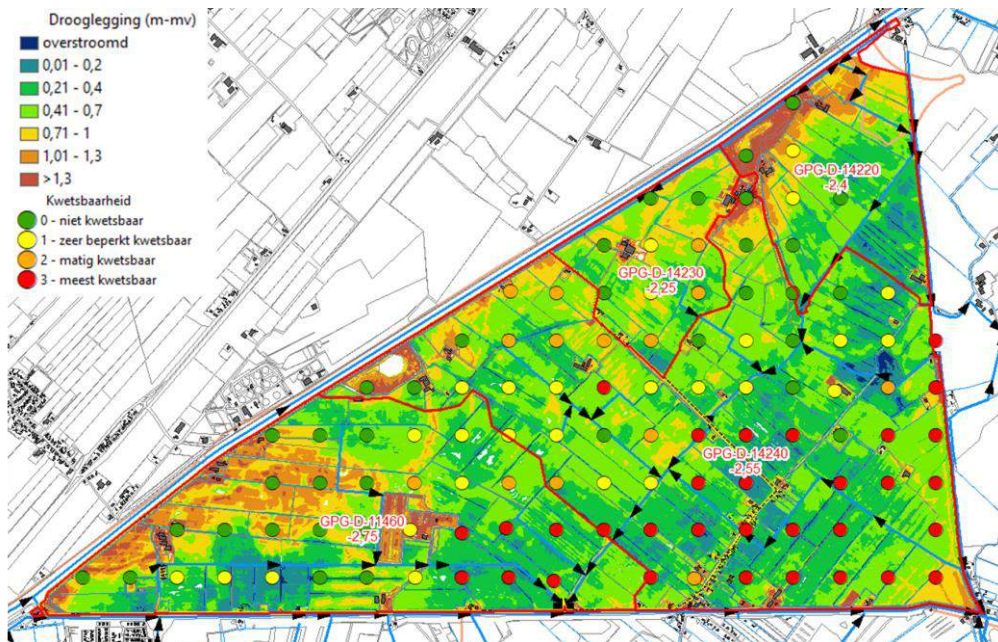 Drooglegging (m-mv)
overstroomd
0,01 - 0,2
0,21 - 0,4
0,41 - 0,7
0,71 - 1
1,01 - 1,3
>1,3
Kwetsbaarheid
0 - niet kwetsbaar
1 - zeer beperkt kwetsbaar
2 - matig kwetsbaar
3 - meest kwetsbaar
GPG-D-14220
-2,4
GPG-D-14230
-2,25
GPG-D-14240
-2,55
GPG-D-11460
-2,75